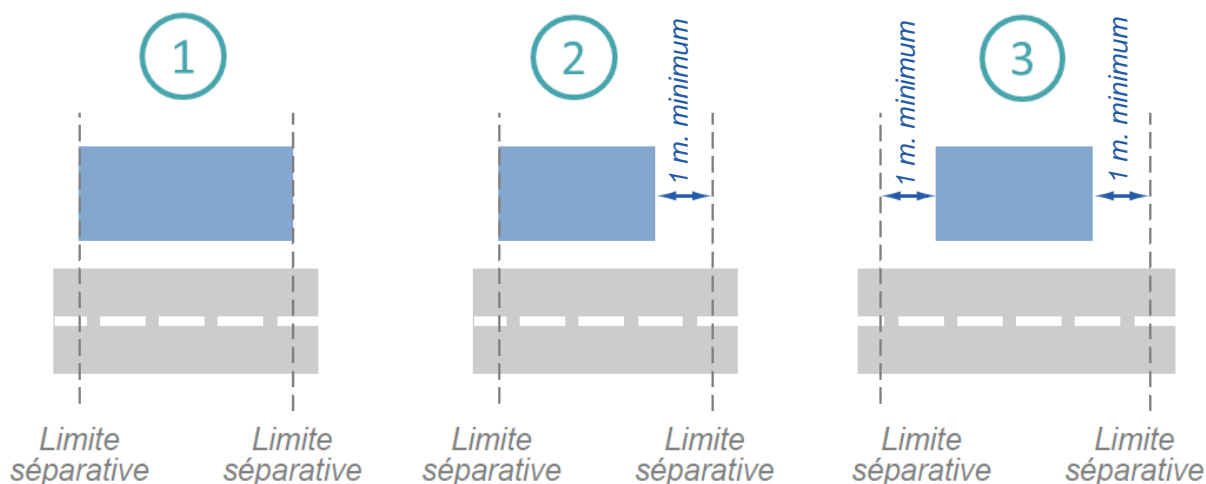 1
2
3
1 m. minimum
1 m. minimum
1 m. minimum
Limite
séparative
Limite
séparative
Limite
séparative
Limite
séparative
Limite
séparative
Limite
séparative